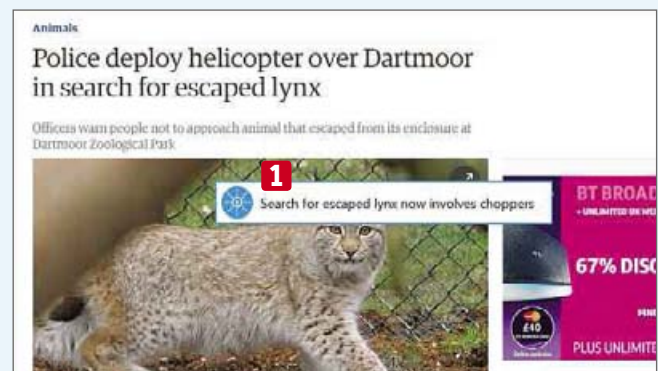 Animals
Police deploy helicopter over Dartmoor
in search for escaped lynx
Officers warn people not to approach animal that escaped from its enclosure at
Dartmoor Zoological Park
1
Search for escaped lynx now involves choppers
BT BROAD
+ UNLIMITED
67% DISC
£40
PLUS UNLIMITE